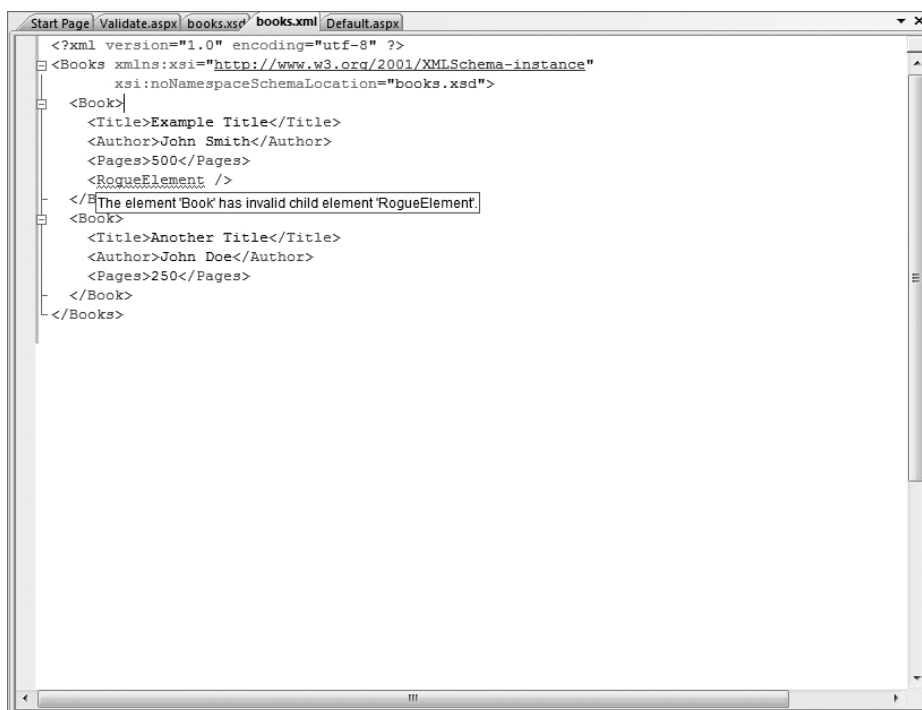 Start Page Validate.aspx books.xsd books.xml Default.aspx
<?xml version="1.0" encoding="utf-8" ?>
<Books xmlns:xsi="http://www.w3.org/2001/XMLSchema-instance"
xsi:noNamespaceSchemaLocation="books.xsd">
<Book>
<Title>Example Title</Title>
<Author>John Smith</Author>
<Pages>500</Pages>
<RogueElement />
</B
The element 'Book' has invalid child element 'RogueElement'.
<Book>
<Title>Another Title</Title>
<Author>John Doe</Author>
<Pages>250</Pages>
</Book>
</Books>